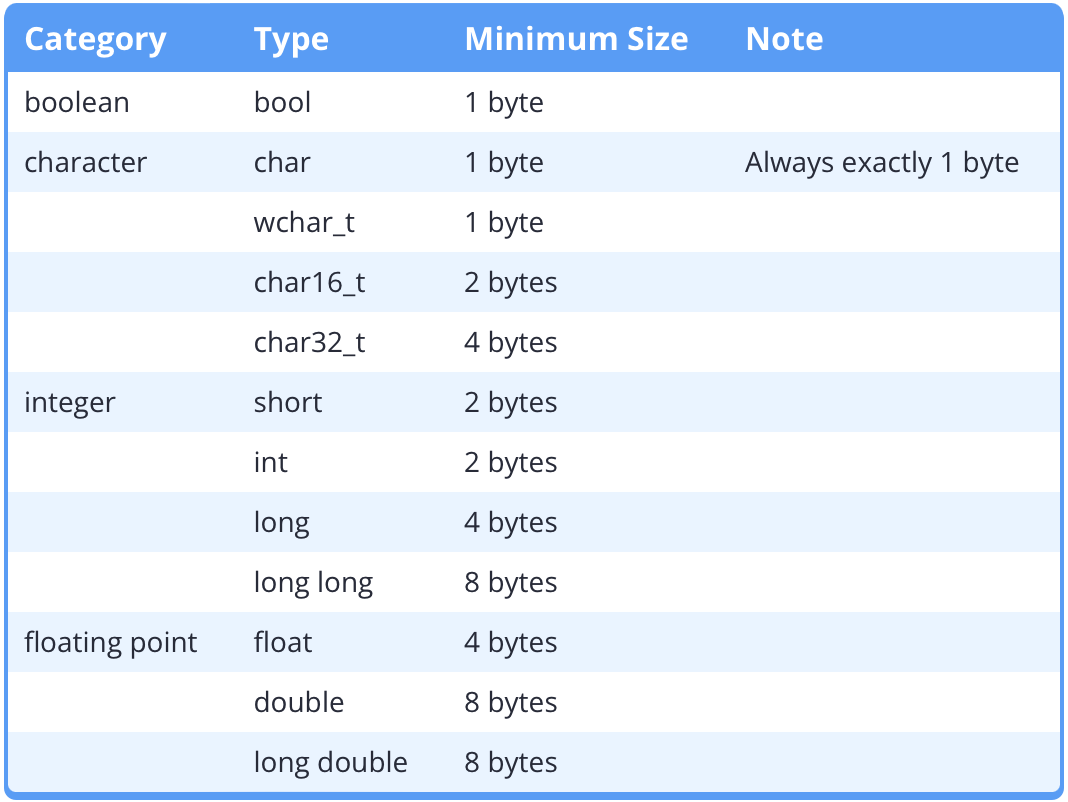 Category Type Minimum Size Note
boolean bool 1 byte
character char 1 byte Always exactly 1 byte
wchar_t 1 byte
char16_t 2 bytes
char32_t 4 bytes
integer short 2 bytes
int 2 bytes
long 4 bytes
long long 8 bytes
floating point float 4 bytes
double 8 bytes
long double 8 bytes